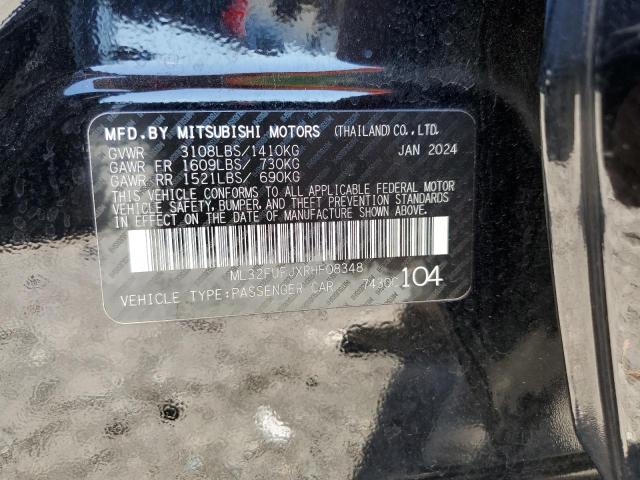 MFD.BY MITSUBISHI MOTORS (THAILAND) CO., LTD.
GVWR 3108LBS/1410KG JAN 2024
GAWR FR 1609LBS/ 730KG
GAWR RR 1521LBS/ 690KG
THIS VEHICLE CONFORMS TO ALL APPLICABLE FEDERAL MOTOR
VEHICLE SAFETY, BUMPER, AND THEFT PREVENTION STANDARDS
IN EFFECT ON THE DATE OF MANUFACTURE SHOWN ABOVE.
ML32FUFJXRHF08348
VEHICLE TYPE:PASSENGER CAR 7430C 104